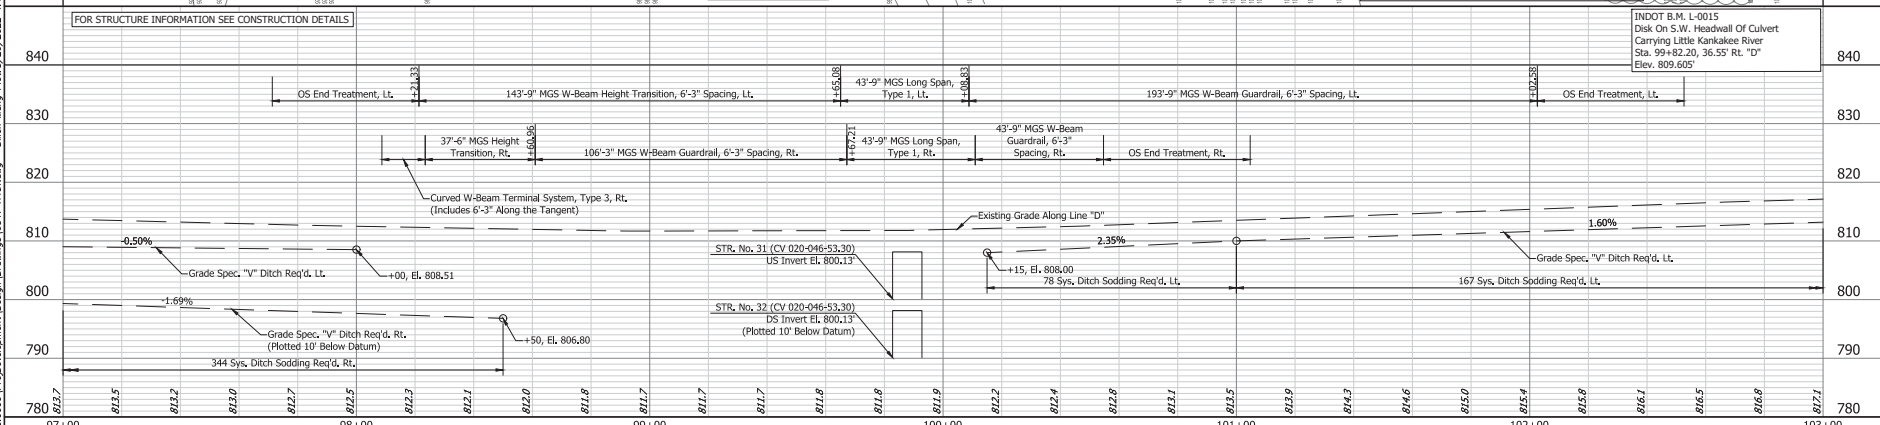 FOR STRUCTURE INFORMATION SEE CONSTRUCTION DETAILS
INDOT B.M. L-0015
Disk On S.W. Headwall Of Culvert
Carrying Little Kankakee River
Sta. 99+82.20, 36.55' Rt. "D"
Elev. 809.605'
840
840
+21.33
+65.08
43'-9" MGS Long Span,
Type 1, Lt.
+08.83
+02.58
OS End Treatment, Lt.
143'-9" MGS W-Beam Height Transition, 6'-3" Spacing, Lt.
193'-9" MGS W-Beam Guardrail, 6'-3" Spacing, Lt.
OS End Treatment, Lt.
830
830
37'-6" MGS Height
Transition, Rt.
+60.96
106'-3" MGS W-Beam Guardrail, 6'-3" Spacing, Rt.
+67.21
43'-9" MGS Long Span,
Type 1, Rt.
43'-9" MGS W-Beam
Guardrail, 6'-3"
Spacing, Rt.
OS End Treatment, Rt.
820
820
Curved W-Beam Terminal System, Type 3, Rt.
(Includes 6'-3" Along the Tangent)
Existing Grade Along Line "D"
1.60%
810
810
-0.50%
2.35%
STR. No. 31 (CV 020-046-53.30)
US Invert El. 800.13'
Grade Spec. "V" Ditch Req'd. Lt.
+00, El. 808.51
+15, El. 808.00
Grade Spec. "V" Ditch Req'd. Lt.
78 Sys. Ditch Sodding Req'd. Lt.
167 Sys. Ditch Sodding Req'd. Lt.
800
800
-1.69%
STR. No. 32 (CV 020-046-53.30)
DS Invert El. 800.13'
(Plotted 10' Below Datum)
Grade Spec. "V" Ditch Req'd. Rt.
(Plotted 10' Below Datum)
+50, El. 806.80
344 Sys. Ditch Sodding Req'd. Rt.
790
790
813.7
813.5
813.2
813.0
812.7
812.5
812.3
812.1
812.0
811.8
811.7
811.7
811.7
811.8
811.8
811.9
812.2
812.4
812.8
813.1
813.5
813.9
814.3
814.6
815.0
815.4
815.8
816.1
816.5
816.8
817.1
780
780